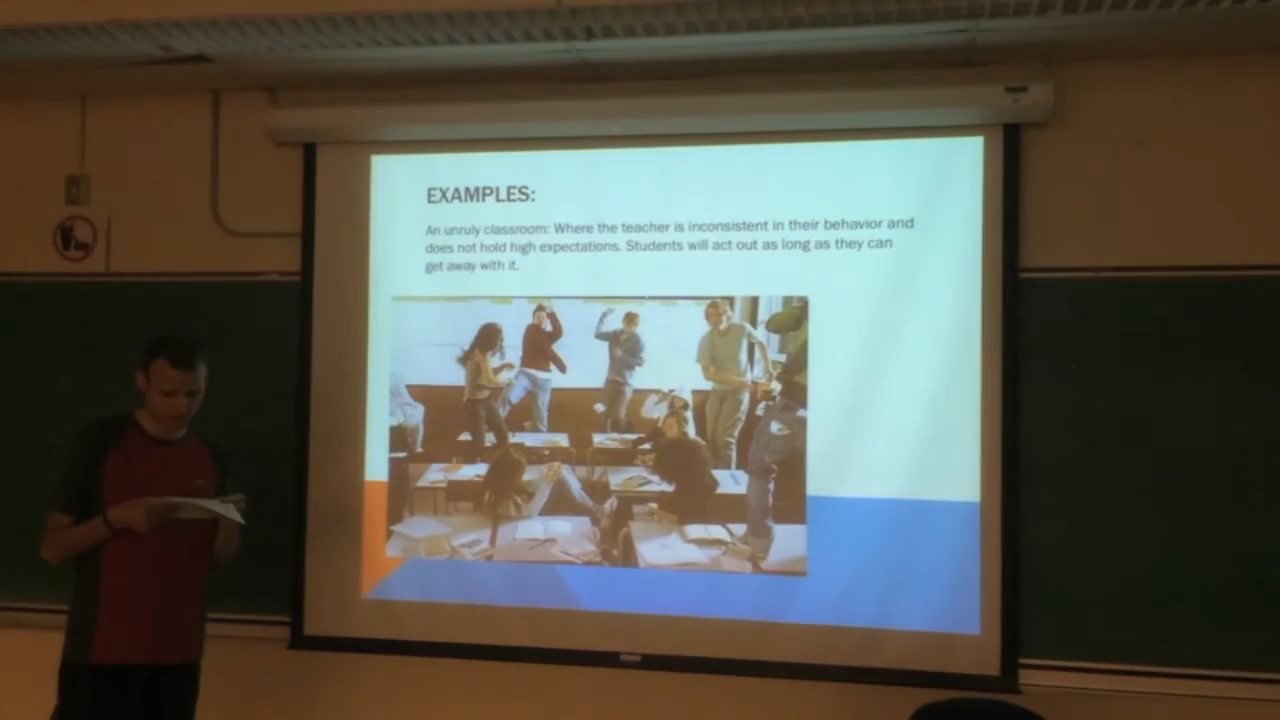 EXAMPLES:
An unruly classroom: Where the teacher is inconsistent in their behavior and
does not hold high expectations. Students will act out as long as they can
get away with it.